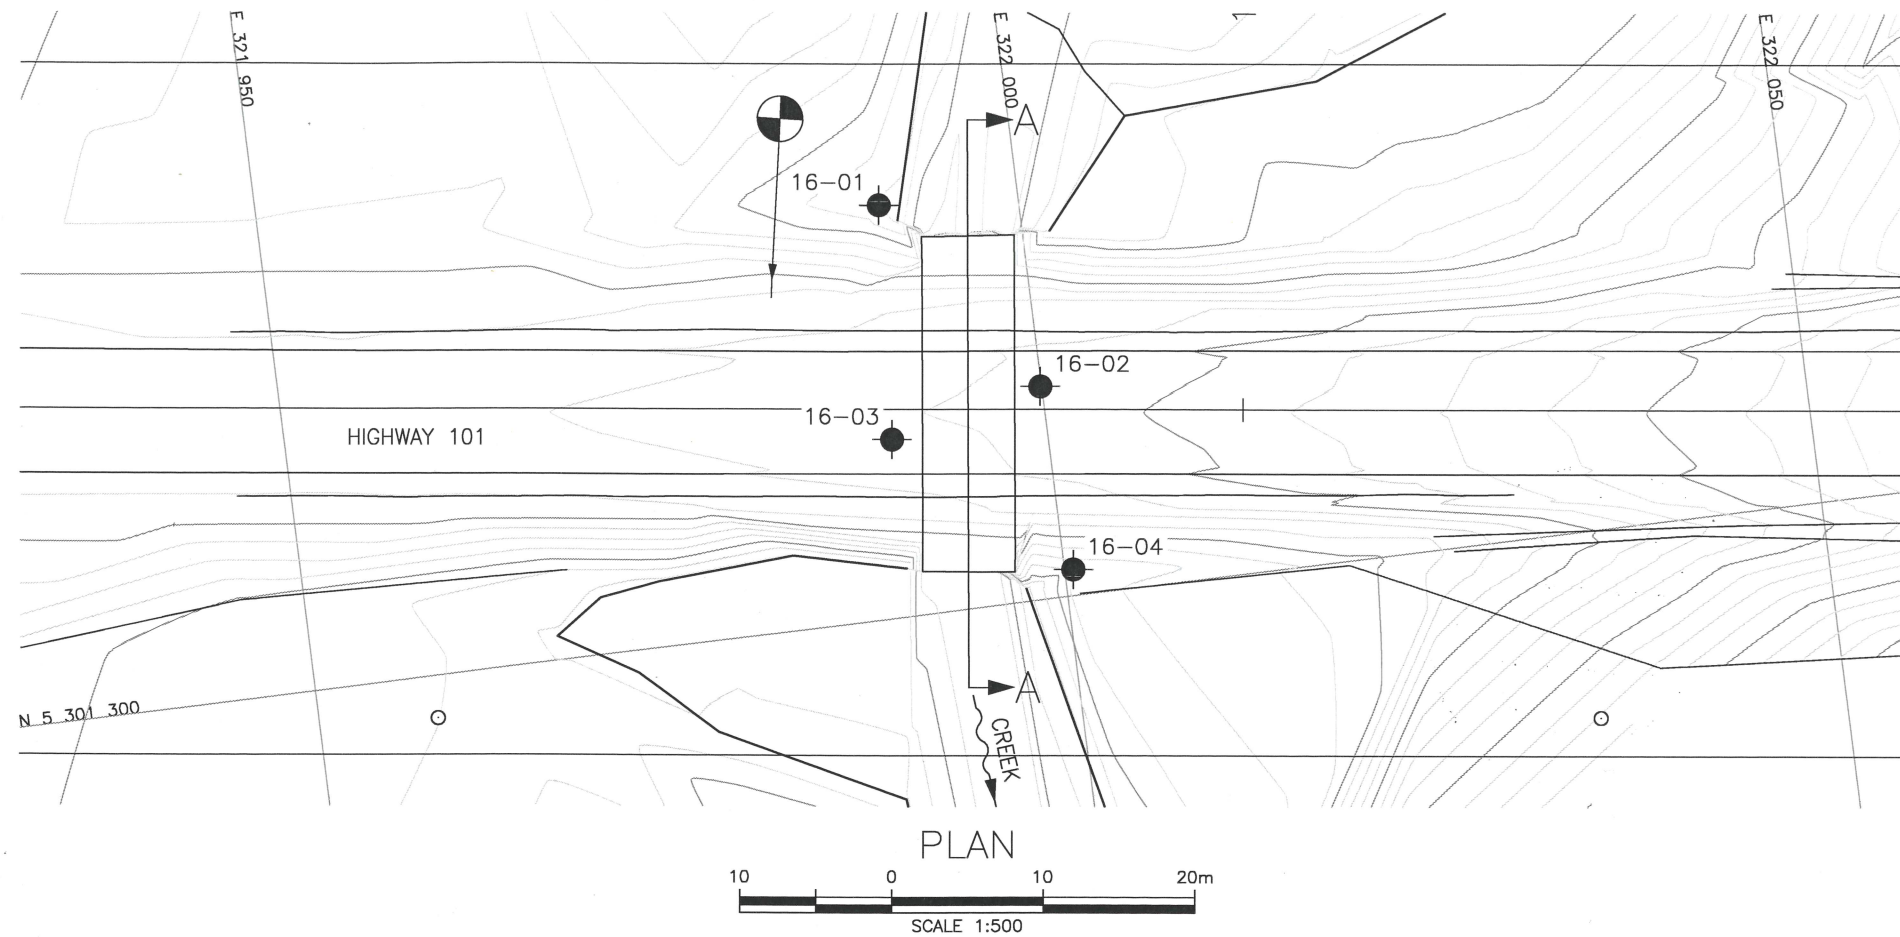 E 321 950
E 322 000
E 322 050
A
16-01
16-02
16-03
HIGHWAY 101
16-04
A
N 5 301 300
CREEK
PLAN
10 0 10 20m
SCALE 1:500